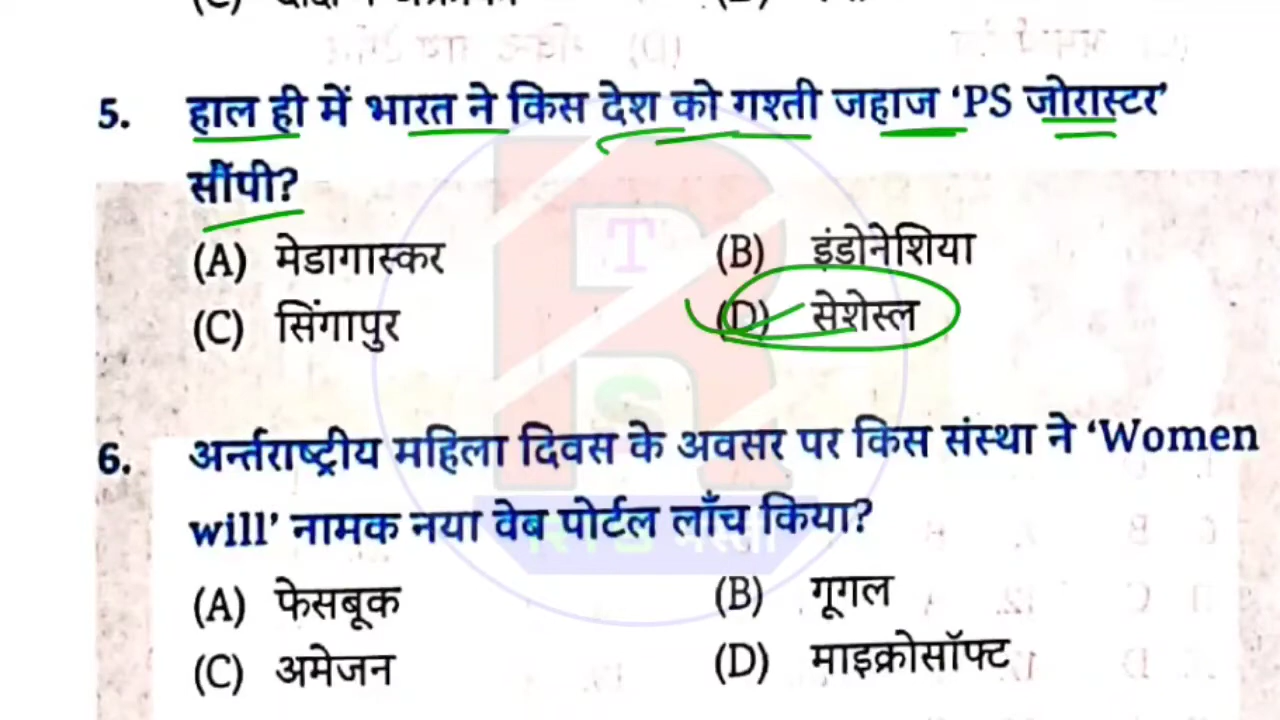 5. हाल ही में भारत ने किस देश को गश्ती जहाज ‘PS जोरास्टर’
सौंपी?
(A) मेडागास्कर (B) इंडोनेशिया
(C) सिंगापुर (D) सेशेस्ल
6. अर्न्तराष्ट्रीय महिला दिवस के अवसर पर किस संस्था ने ‘Women
will’ नामक नया वेब पोर्टल लाँच किया?
(A) फेसबूक (B) गूगल
(C) अमेजन (D) माइक्रोसॉफ्ट